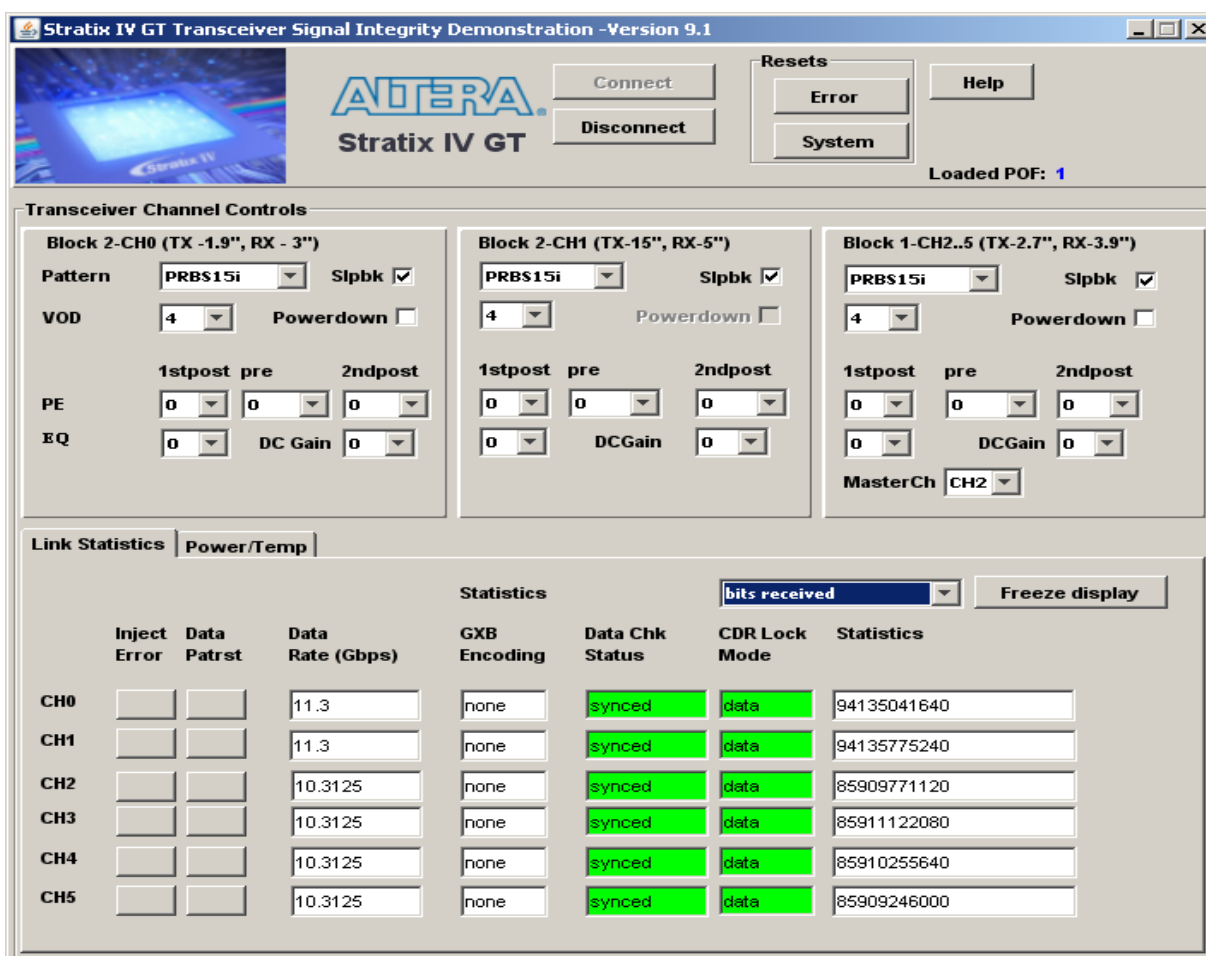 Stratix IV GT Transceiver Signal Integrity Demonstration -Version 9.1
Stratix IV
ALTERA.
Stratix IV GT
Connect
Disconnect
Resets
Error
System
Help
Loaded POF: 1
Transceiver Channel Controls
Block 2-CH0 (TX -1.9", RX - 3")
Pattern PRBS15i Slpbk
VOD 4 Powerdown
1stpost pre 2ndpost
PE 0 0 0
EQ 0 DC Gain 0
Block 2-CH1 (TX-15", RX-5")
PRBS15i Slpbk
4 Powerdown
1stpost pre 2ndpost
0 0 0
0 DCGain 0
Block 1-CH2..5 (TX-2.7", RX-3.9")
PRBS15i Slpbk
4 Powerdown
1stpost pre 2ndpost
0 0 0
0 DCGain 0
MasterCh CH2
Link Statistics Power/Temp
Statistics bits received Freeze display
Inject Error Data Patrst Data Rate (Gbps) GXB Encoding Data Chk Status CDR Lock Mode Statistics
CH0 11.3 none synced data 94135041640
CH1 11.3 none synced data 94135775240
CH2 10.3125 none synced data 85909771120
CH3 10.3125 none synced data 85911122080
CH4 10.3125 none synced data 85910255640
CH5 10.3125 none synced data 85909246000